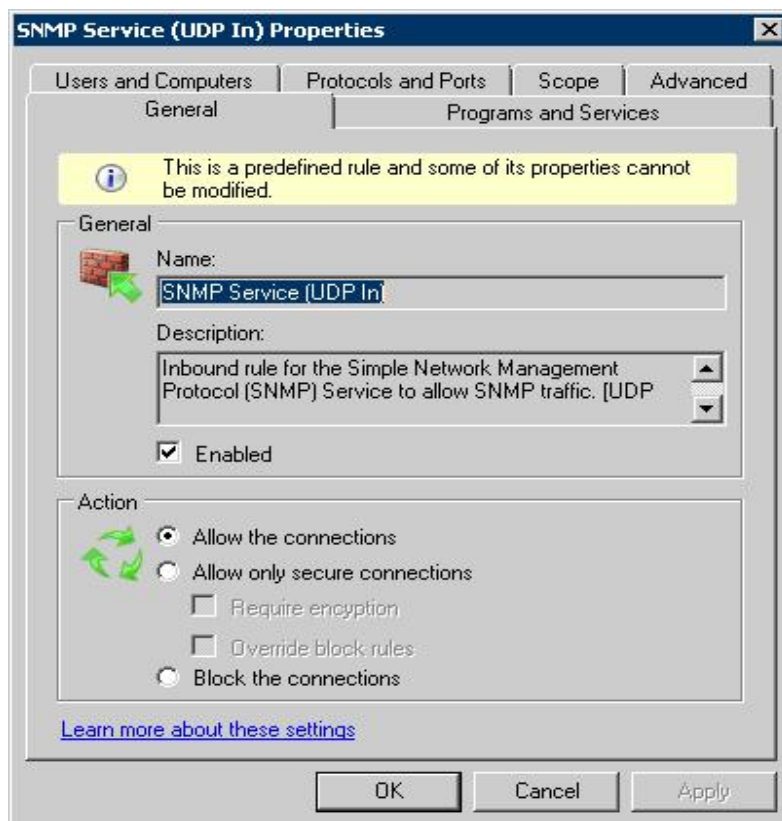 SNMP Service (UDP In) Properties
Users and Computers
Protocols and Ports
Scope
Advanced
General
Programs and Services
This is a predefined rule and some of its properties cannot
be modified.
General
Name:
SNMP Service (UDP In)
Description:
Inbound rule for the Simple Network Management
Protocol (SNMP) Service to allow SNMP traffic. [UDP
Enabled
Action
Allow the connections
Allow only secure connections
Require encyption
Override block rules
Block the connections
Learn more about these settings
OK
Cancel
Apply